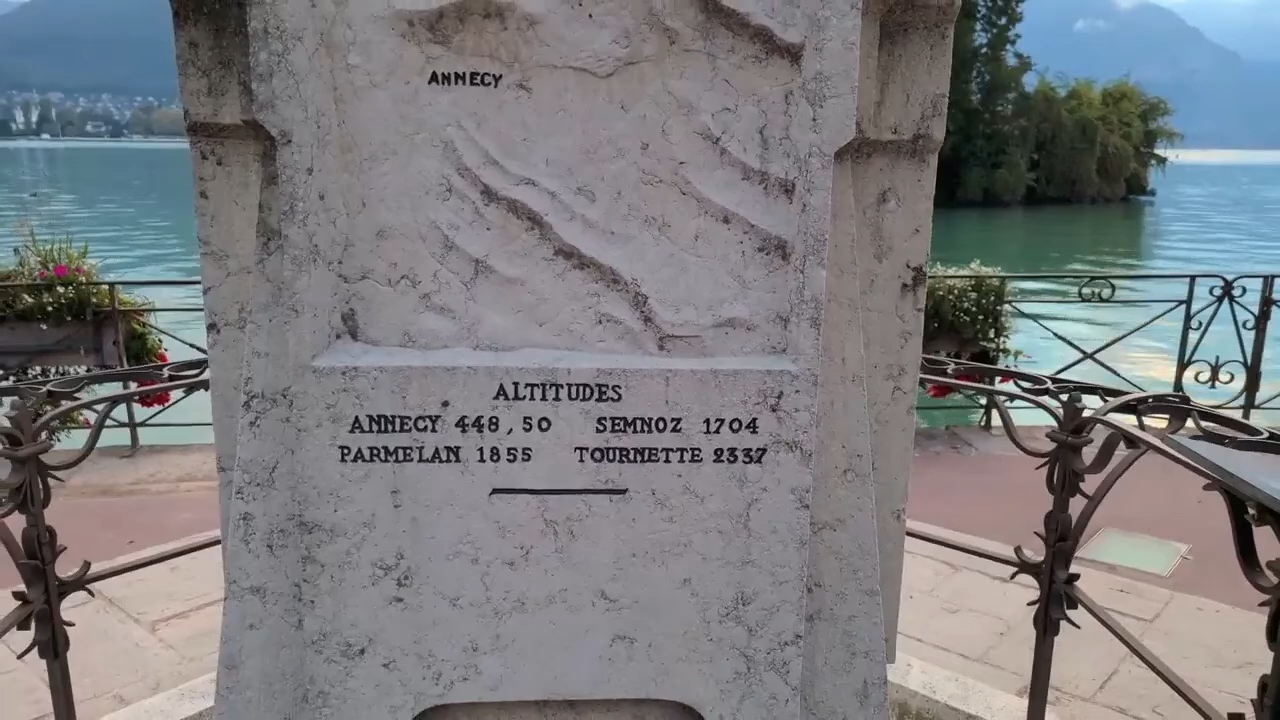 ANNECY
ALTITUDES
ANNECY 448,50 SEMNOZ 1704
PARMELAN 1855 TOURNETTE 2337